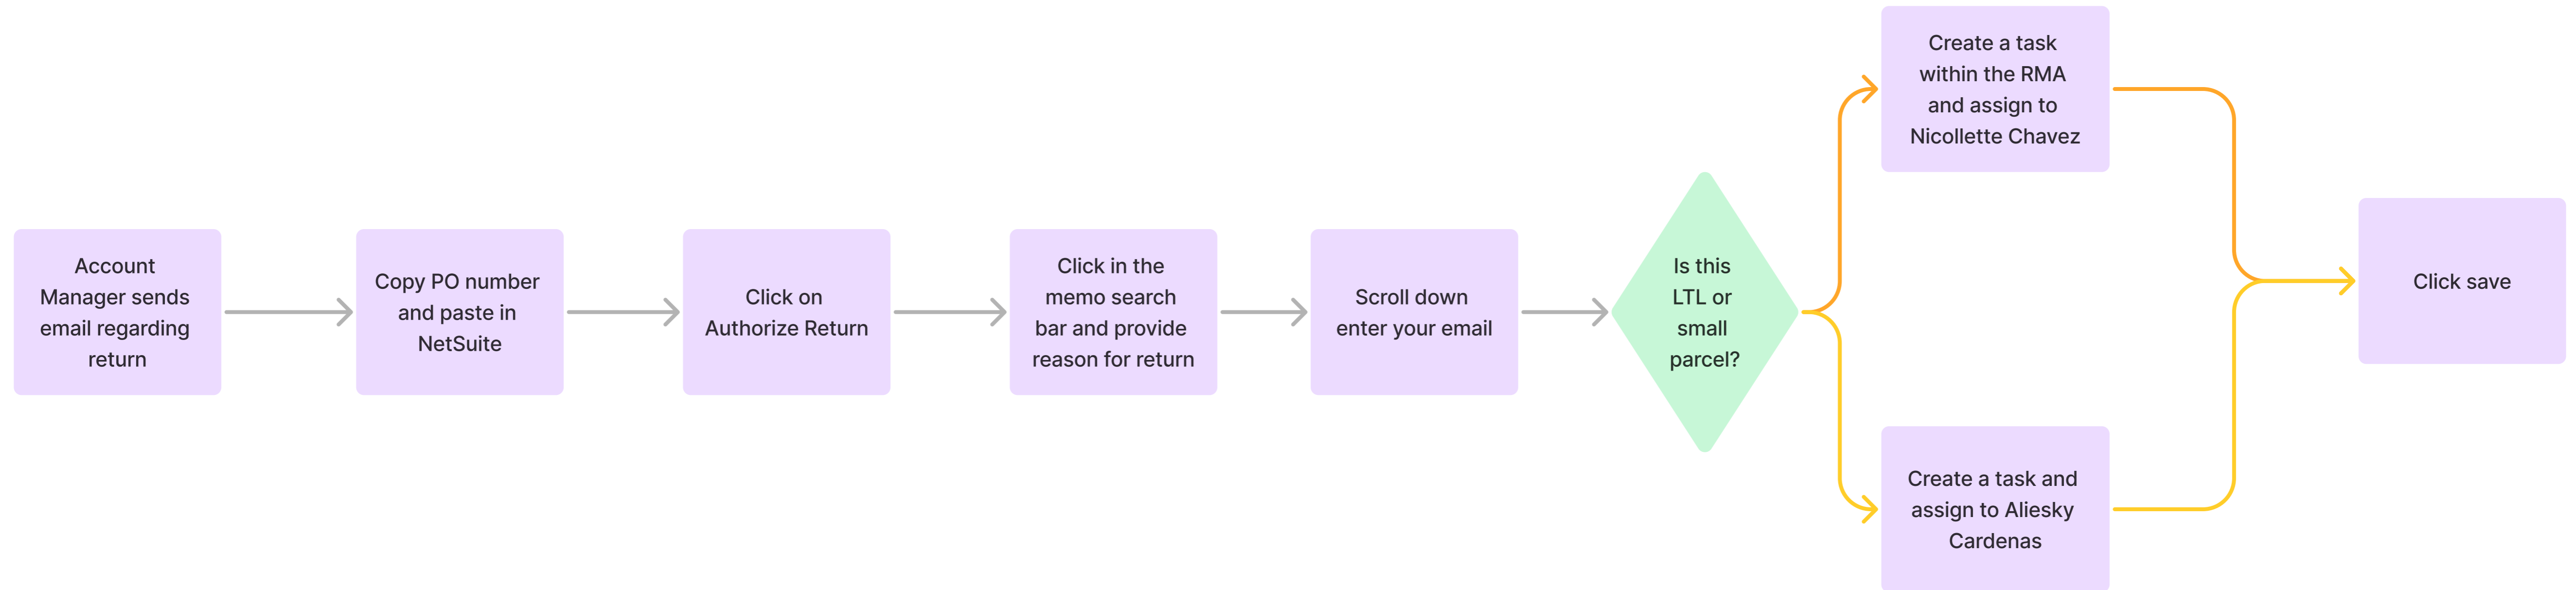 Account
Manager sends
email regarding
return
Copy PO number
and paste in
NetSuite
Click on
Authorize Return
Click in the
memo search
bar and provide
reason for return
Scroll down
enter your email
Is this
LTL or
small
parcel?
Create a task
within the RMA
and assign to
Nicollette Chavez
Create a task and
assign to Aliesky
Cardenas
Click save